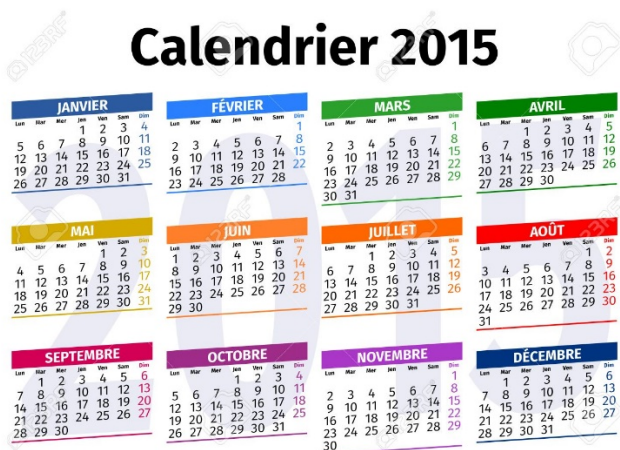 Calendrier 2015
JANVIER
Lun Mar Mer Jeu Ven Sam Dim
1 2 3 4
5 6 7 8 9 10 11
12 13 14 15 16 17 18
19 20 21 22 23 24 25
26 27 28 29 30 31
FÉVRIER
Lun Mar Mer Jeu Ven Sam Dim
1
2 3 4 5 6 7 8
9 10 11 12 13 14 15
16 17 18 19 20 21 22
23 24 25 26 27 28
MARS
Lun Mar Mer Jeu Ven Sam Dim
1
2 3 4 5 6 7 8
9 10 11 12 13 14 15
16 17 18 19 20 21 22
23 24 25 26 27 28 29
30 31
AVRIL
Lun Mar Mer Jeu Ven Sam Dim
1 2 3 4 5
6 7 8 9 10 11 12
13 14 15 16 17 18 19
20 21 22 23 24 25 26
27 28 29 30
MAI
Lun Mar Mer Jeu Ven Sam Dim
1 2 3
4 5 6 7 8 9 10
11 12 13 14 15 16 17
18 19 20 21 22 23 24
25 26 27 28 29 30 31
JUIN
Lun Mar Mer Jeu Ven Sam Dim
1 2 3 4 5 6 7
8 9 10 11 12 13 14
15 16 17 18 19 20 21
22 23 24 25 26 27 28
29 30
JUILLET
Lun Mar Mer Jeu Ven Sam Dim
1 2 3 4 5
6 7 8 9 10 11 12
13 14 15 16 17 18 19
20 21 22 23 24 25 26
27 28 29 30 31
AOÛT
Lun Mar Mer Jeu Ven Sam Dim
1 2
3 4 5 6 7 8 9
10 11 12 13 14 15 16
17 18 19 20 21 22 23
24 25 26 27 28 29 30
31
SEPTEMBRE
Lun Mar Mer Jeu Ven Sam Dim
1 2 3 4 5 6
7 8 9 10 11 12 13
14 15 16 17 18 19 20
21 22 23 24 25 26 27
28 29 30
OCTOBRE
Lun Mar Mer Jeu Ven Sam Dim
1 2 3 4
5 6 7 8 9 10 11
12 13 14 15 16 17 18
19 20 21 22 23 24 25
26 27 28 29 30 31
NOVEMBRE
Lun Mar Mer Jeu Ven Sam Dim
1
2 3 4 5 6 7 8
9 10 11 12 13 14 15
16 17 18 19 20 21 22
23 24 25 26 27 28 29
30
DÉCEMBRE
Lun Mar Mer Jeu Ven Sam Dim
1 2 3 4 5 6
7 8 9 10 11 12 13
14 15 16 17 18 19 20
21 22 23 24 25 26 27
28 29 30 31
2015
123RF